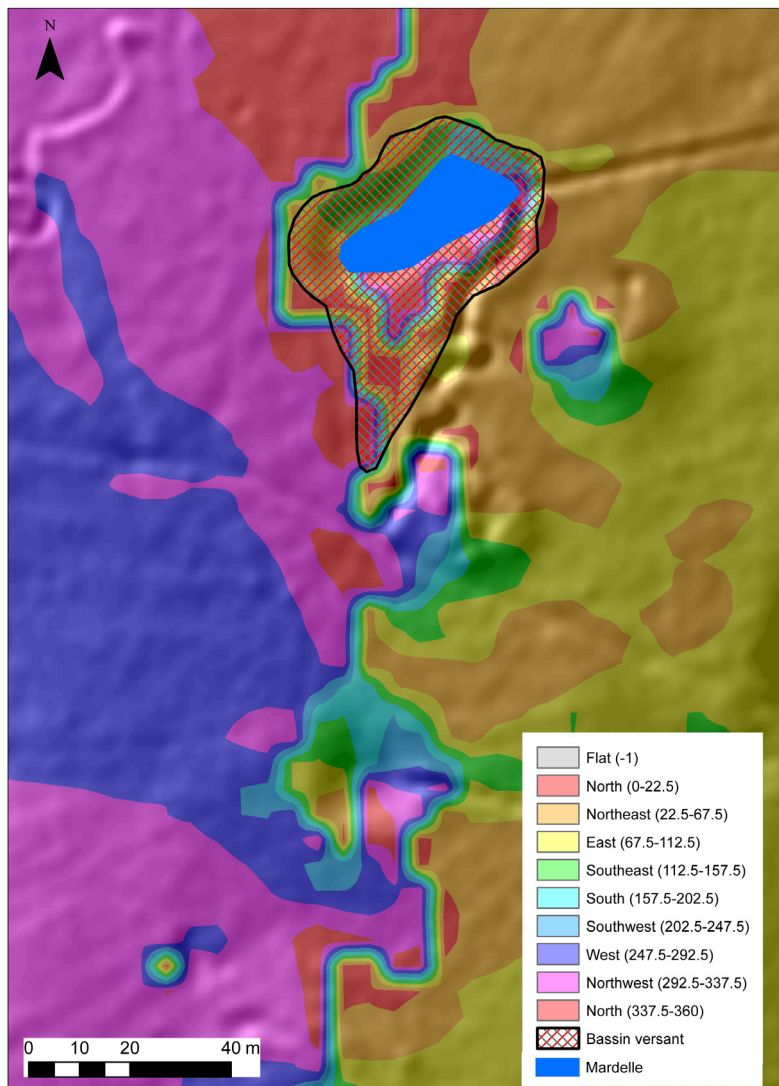 N
Flat (-1)
North (0-22.5)
Northeast (22.5-67.5)
East (67.5-112.5)
Southeast (112.5-157.5)
South (157.5-202.5)
Southwest (202.5-247.5)
West (247.5-292.5)
Northwest (292.5-337.5)
North (337.5-360)
Bassin versant
Mardelle
0 10 20 40 m